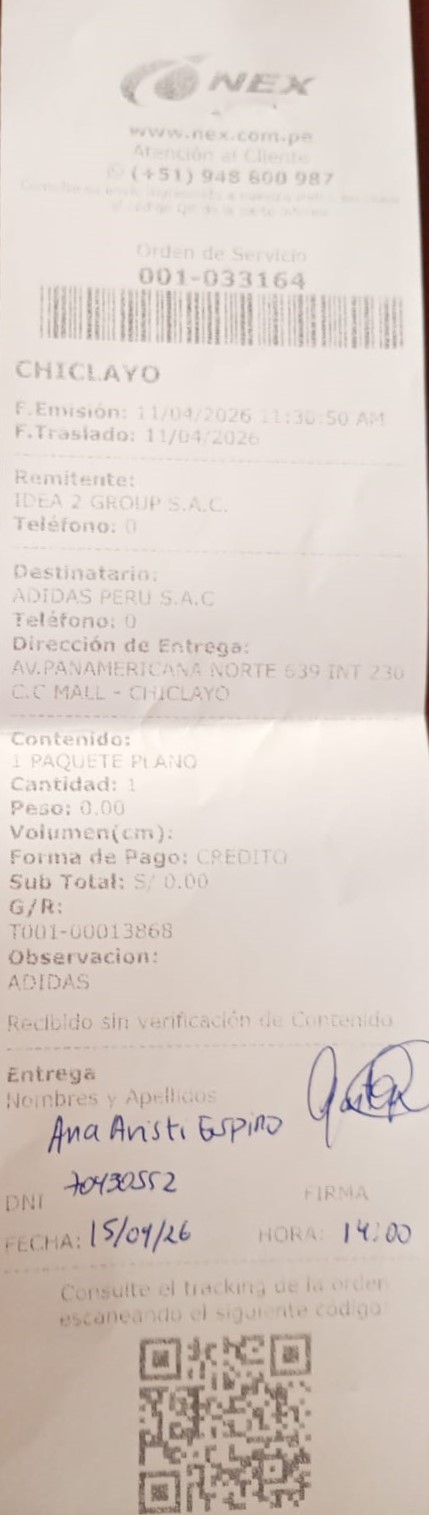 NEX
www.nex.com.pe
Atención al Cliente
(+51) 948 600 987
Orden de Servicio
001-033164
CHICLAYO
F.Emisión: 11/04/2026 11:30:50 AM
F.Traslado: 11/04/2026
Remitente:
IDEA 2 GROUP S.A.C.
Teléfono: 0
Destinatario:
ADIDAS PERU S.A.C
Teléfono: 0
Dirección de Entrega:
AV.PANAMERICANA NORTE 639 INT 230
C.C MALL - CHICLAYO
Contenido:
1 PAQUETE PLANO
Cantidad: 1
Peso: 0.00
Volumen(cm):
Forma de Pago: CREDITO
Sub Total: S/ 0.00
G/R:
T001-00013868
Observacion:
ADIDAS
Recibido sin verificación de Contenido
Entrega
Nombres y Apellidos
Ana Aristi Espino
DNI 70430552
FIRMA
FECHA: 15/04/26 HORA: 14:00
Consulte el tracking de la orden
escaneando el siguiente código: